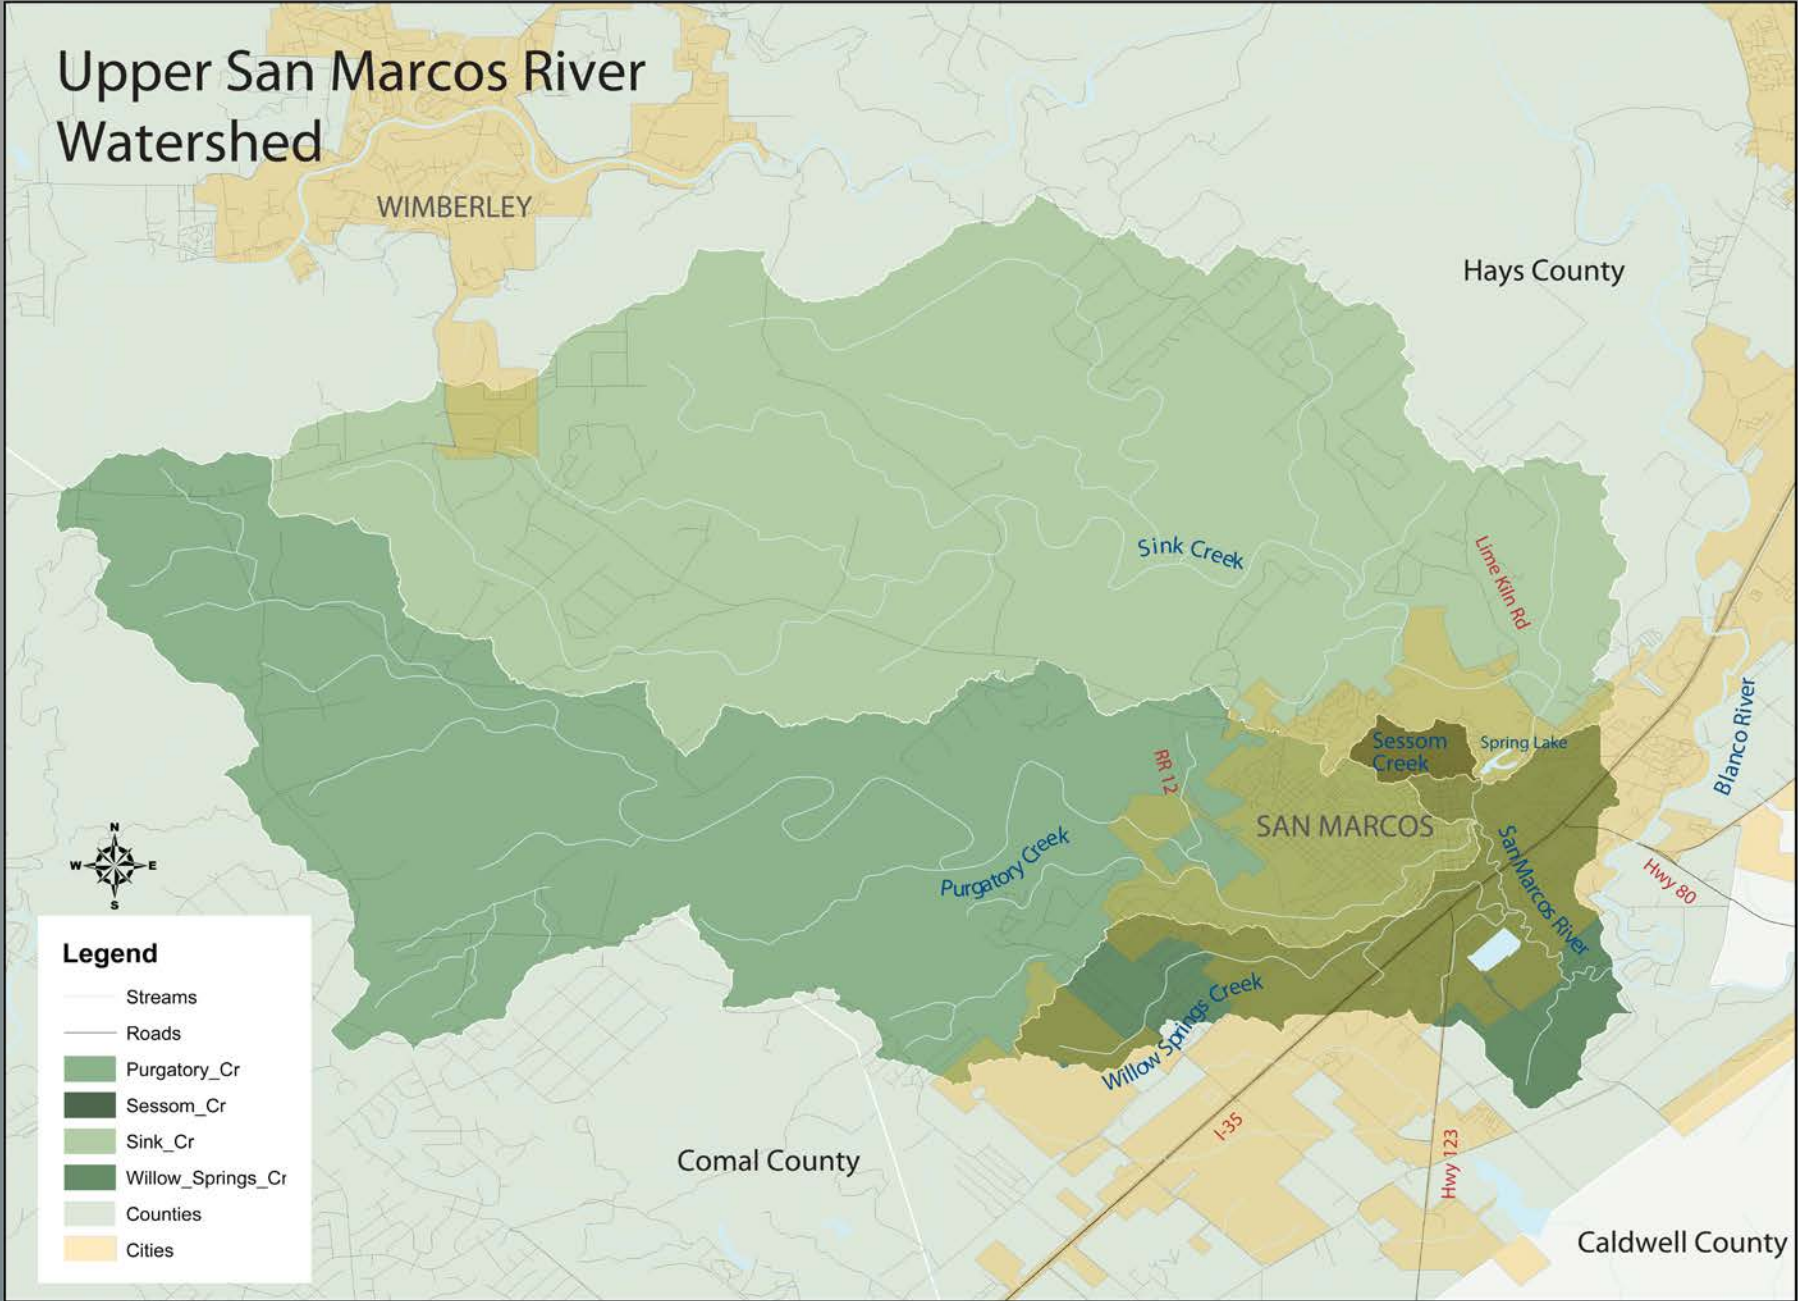 Upper San Marcos River
Watershed
WIMBERLEY
Hays County
Sink Creek
Lime Kiln Rd
Blanco River
Sessom
Creek
Spring Lake
RR 12
SAN MARCOS
San Marcos River
Purgatory Creek
Hwy 80
N
W
E
S
Willow Springs Creek
I-35
Hwy 123
Comal County
Caldwell County
Legend
Streams
Roads
Purgatory_Cr
Sessom_Cr
Sink_Cr
Willow_Springs_Cr
Counties
Cities